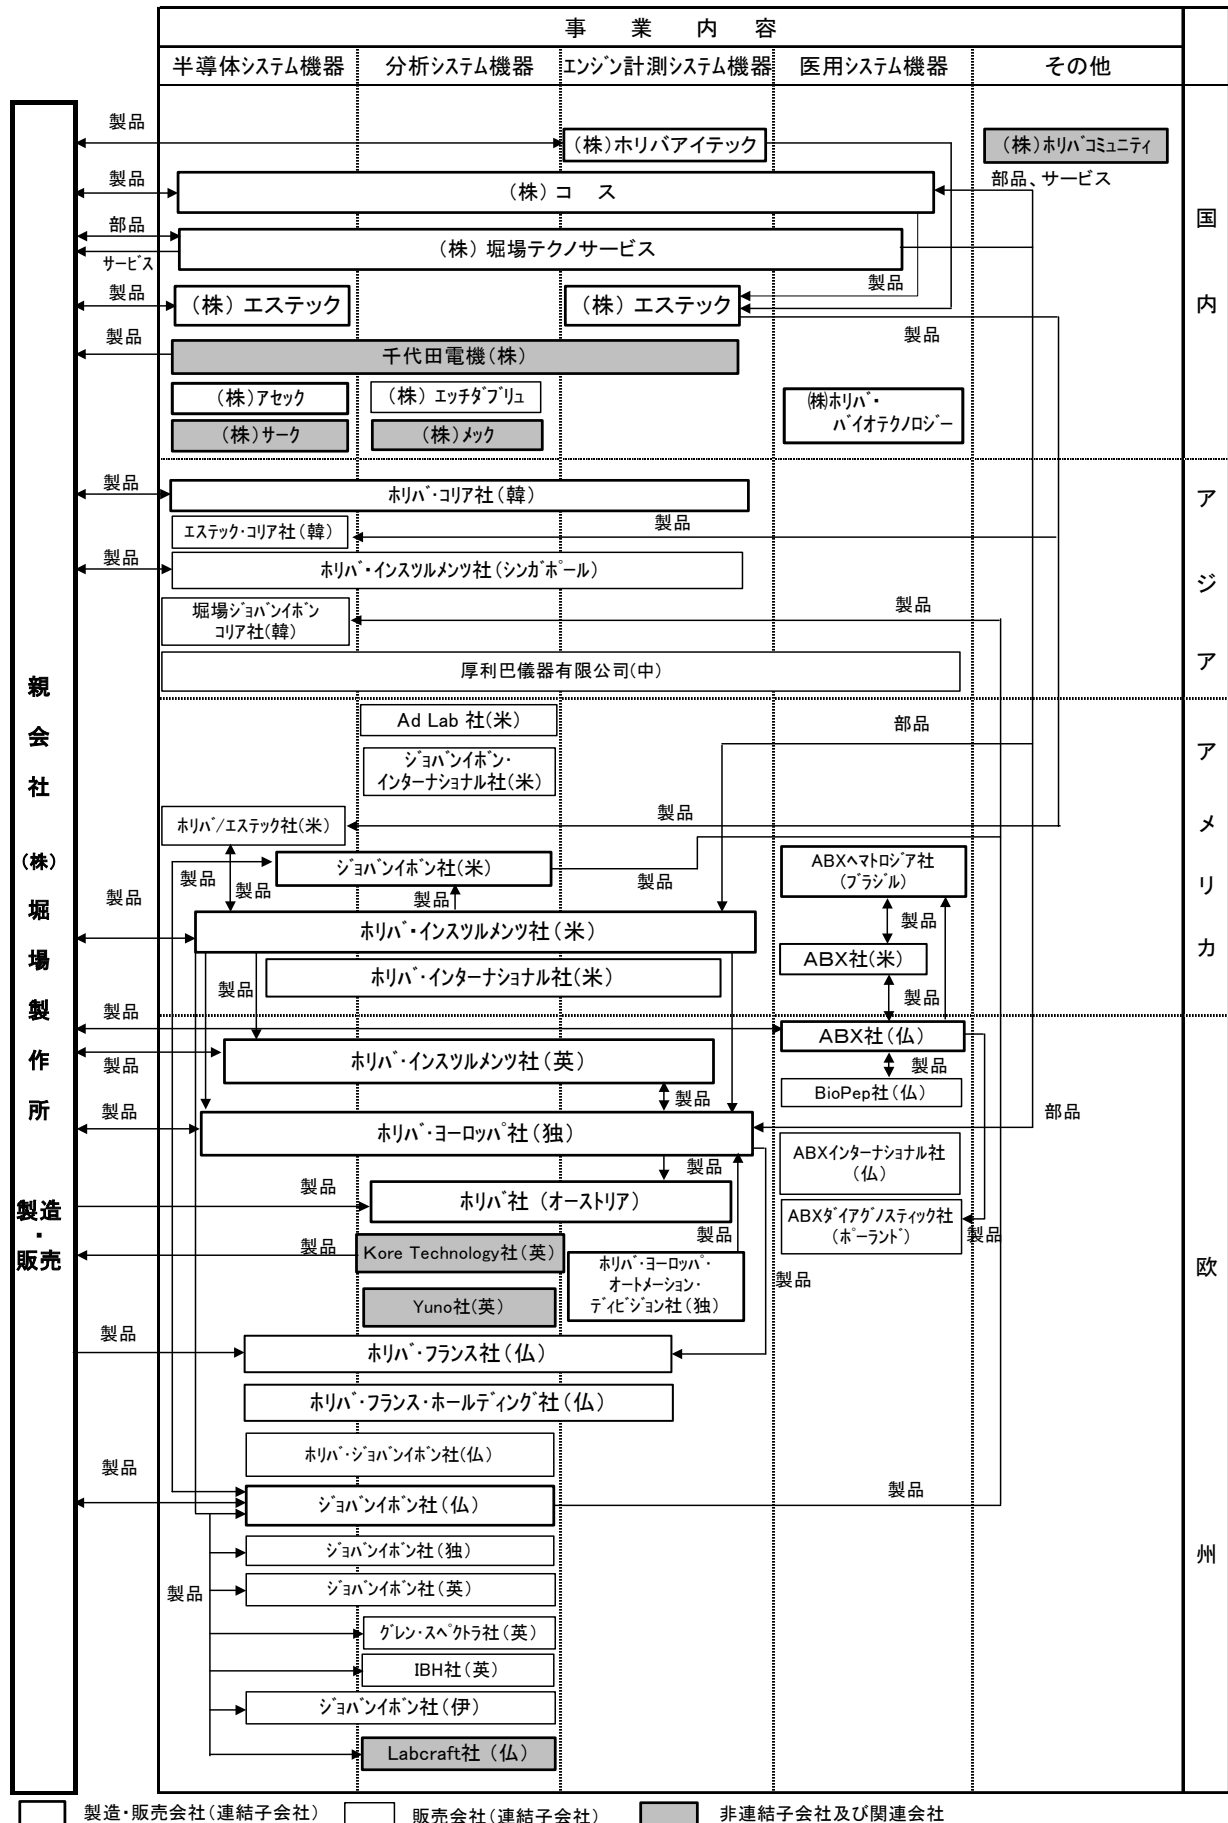 事 業 内 容
半導体システム機器 分析システム機器 エンジン計測システム機器 医用システム機器 その他
製品
(株)ホリバアイテック
(株)ホリバコミュニティ
製品
(株)コ ス
部品、サービス
部品
(株)堀場テクノサービス
サービス
製品
製品
(株)エステック
(株)エステック
製品
製品
千代田電機(株)
(株)アセック
(株)エッチダブリュ
(株)ホリバ・
バイオテクノロジー
(株)サーク
(株)メック
国
内
製品
ホリバ・コリア社(韓)
エステック・コリア社(韓)
製品
製品
ホリバ・インスツルメンツ社(シンガポール)
堀場ジョバンイボン
コリア社(韓)
製品
厚利巴儀器有限公司(中)
ア
ジ
ア
Ad Lab 社(米)
部品
ジョバンイボン・
インターナショナル社(米)
ホリバ/エステック社(米)
製品
製品
製品
ジョバンイボン社(米)
製品
ABXヘマトロジア社
(ブラジル)
製品
製品
製品
ホリバ・インスツルメンツ社(米)
ABX社(米)
ホリバ・インターナショナル社(米)
製品
製品
ア
メ
リ
カ
製品
ABX社(仏)
製品
ホリバ・インスツルメンツ社(英)
製品
BioPep社(仏)
製品
製品
ホリバ・ヨーロッパ社(独)
部品
ABXインターナショナル社
(仏)
製品
製品
ホリバ社(オーストリア)
ABXダイアグノスティック社
(ポーランド)
製品
製品
製品
Kore Technology社(英)
ホリバ・ヨーロッパ・
オートメーション・
ディビジョン社(独)
製品
Yuno社(英)
製品
ホリバ・フランス社(仏)
ホリバ・フランス・ホールディング社(仏)
ホリバ・ジョバンイボン社(仏)
製品
製品
ジョバンイボン社(仏)
ジョバンイボン社(独)
製品
ジョバンイボン社(英)
グレン・スペクトラ社(英)
IBH社(英)
ジョバンイボン社(伊)
Labcraft社(仏)
欧
州
親
会
社
(株)
堀
場
製
作
所
製造
・
販売
製造・販売会社(連結子会社) 販売会社(連結子会社) 非連結子会社及び関連会社